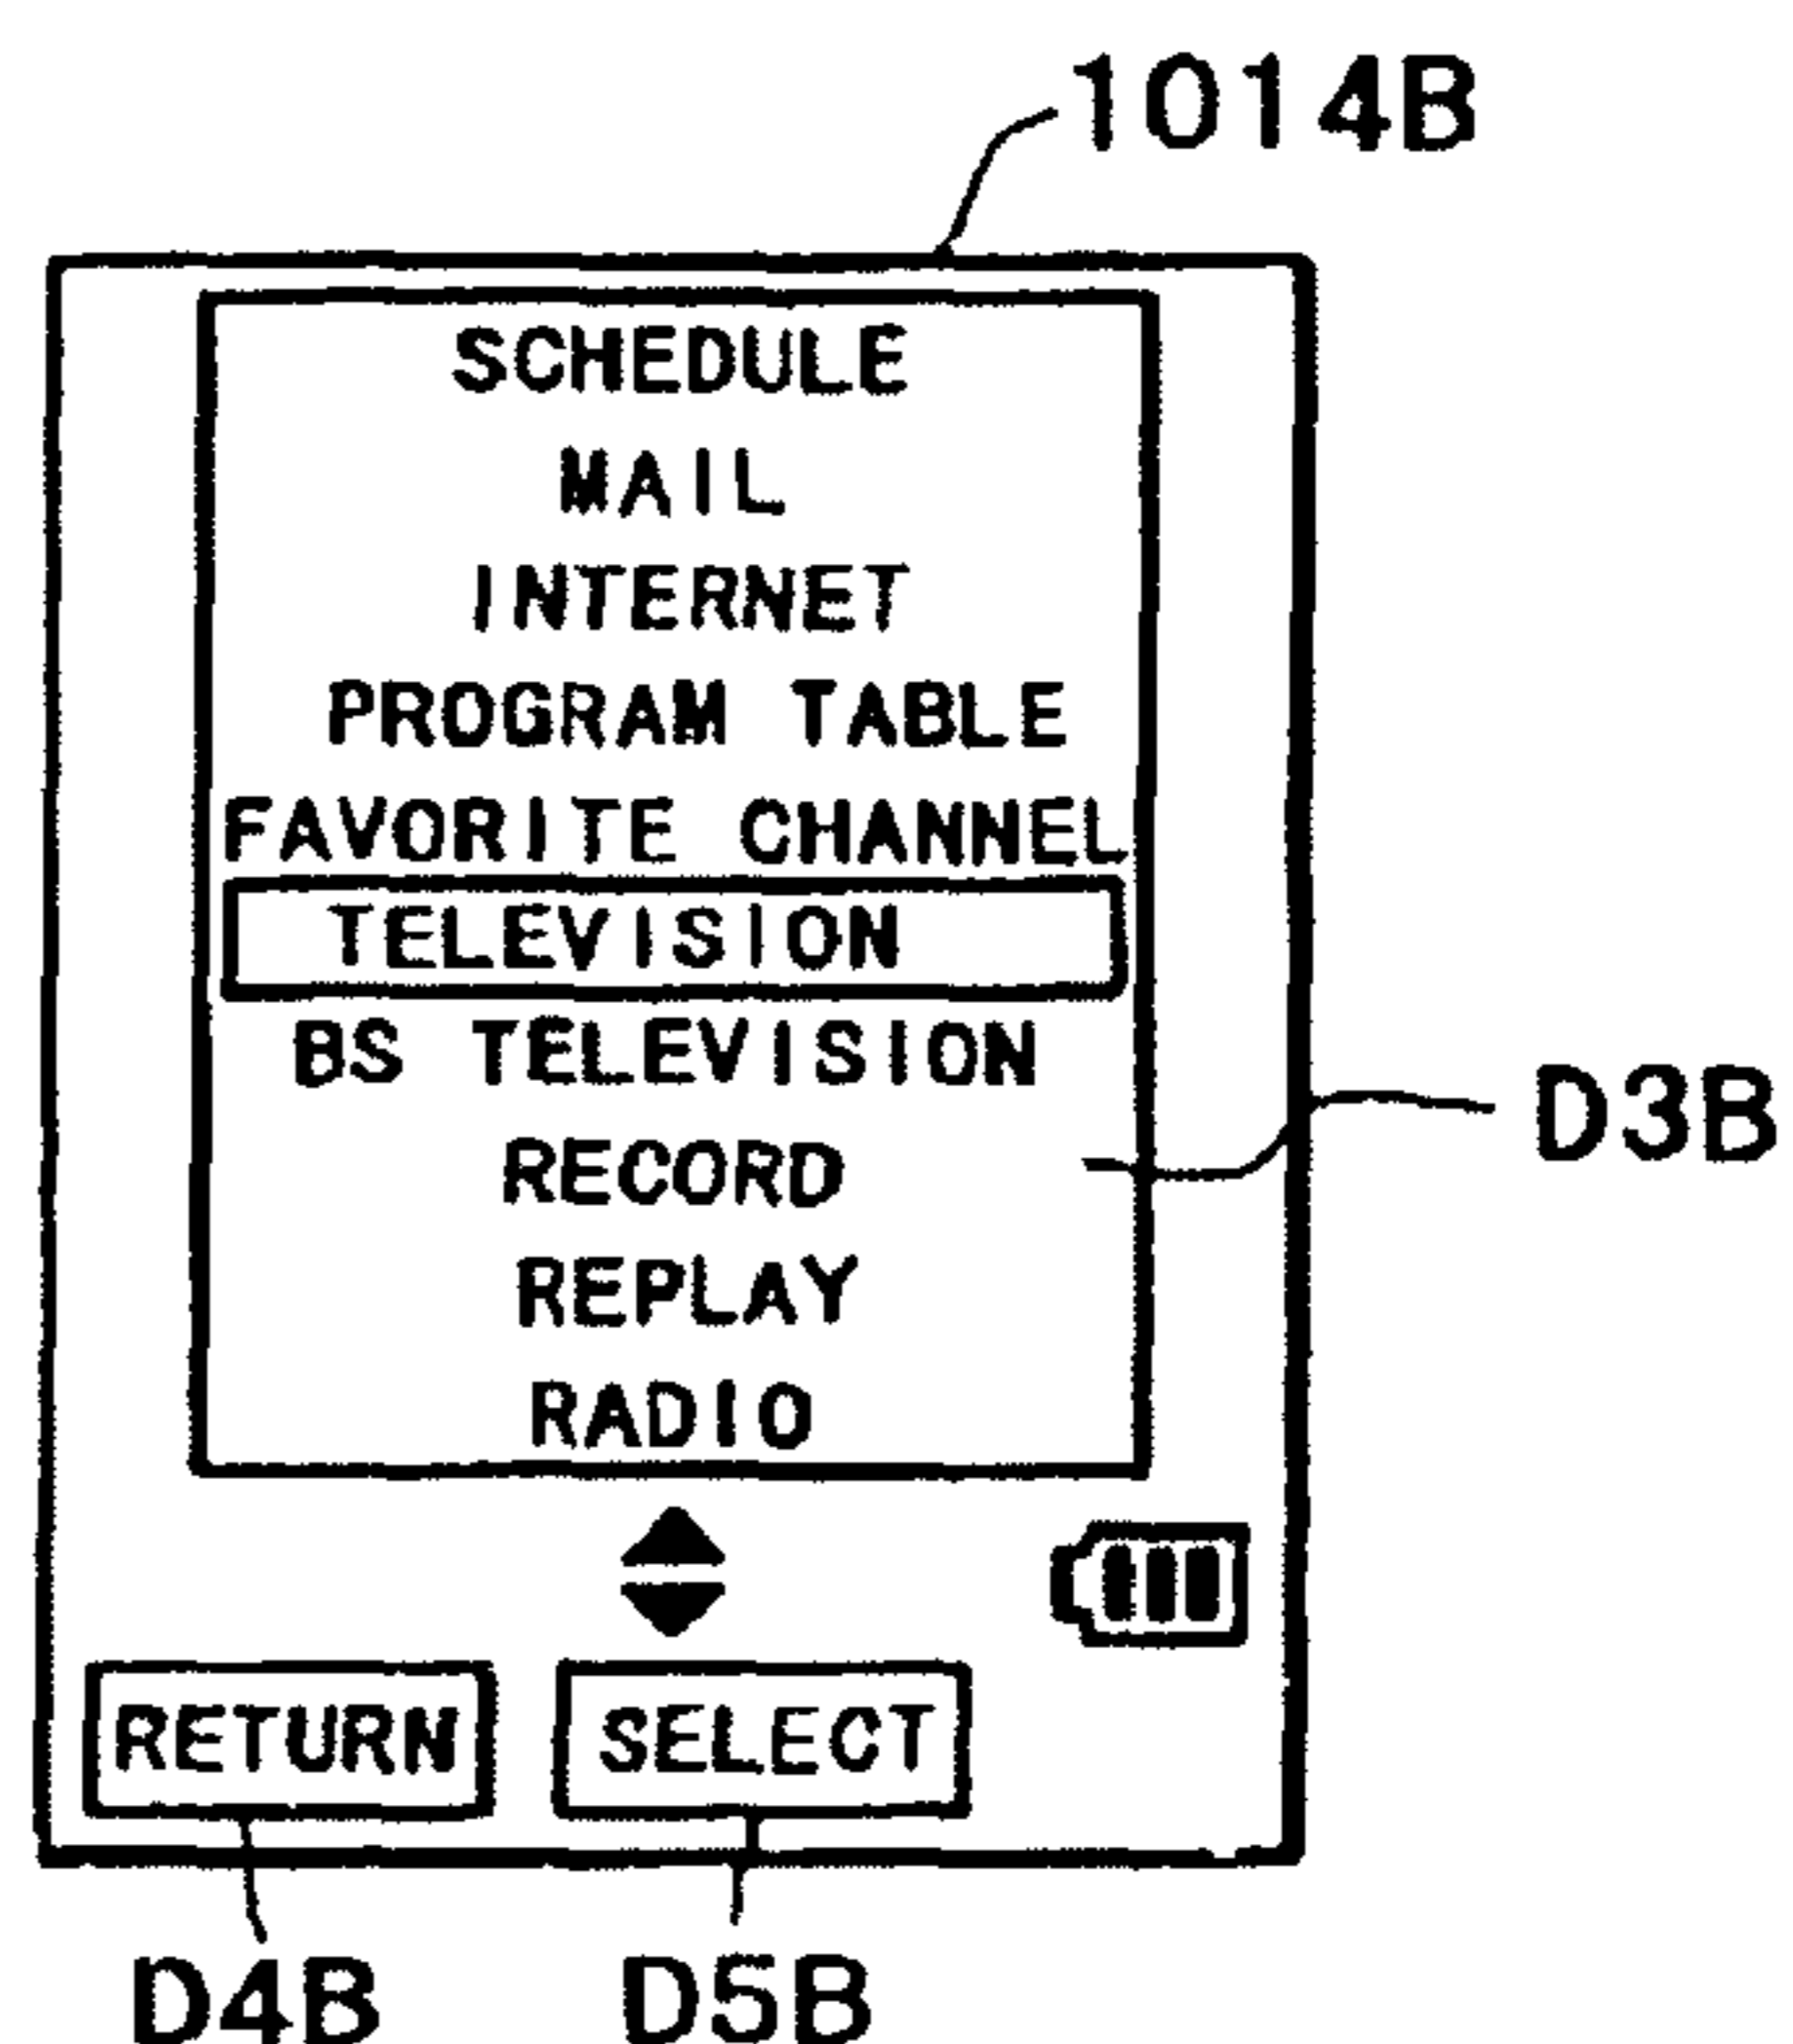 1014B
SCHEDULE
MAIL
INTERNET
PROGRAM TABLE
FAVORITE CHANNEL
TELEVISION
BS TELEVISION
D3B
RECORD
REPLAY
RADIO
RETURN SELECT
D4B D5B